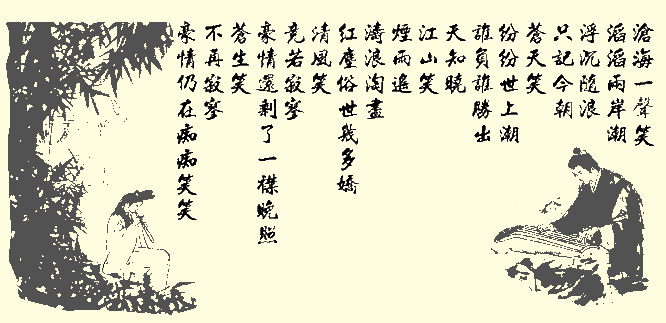 滄海一聲笑
滔滔兩岸潮
浮沉隨浪
只記今朝
蒼天笑
紛紛世上潮
誰負誰勝出
天知曉
江山笑
煙雨遙
濤浪淘盡
紅塵俗世幾多嬌
清風笑
竟若寂寥
豪情還剩了一襟晚照
蒼生笑
不再寂寥
豪情仍在痴痴笑笑